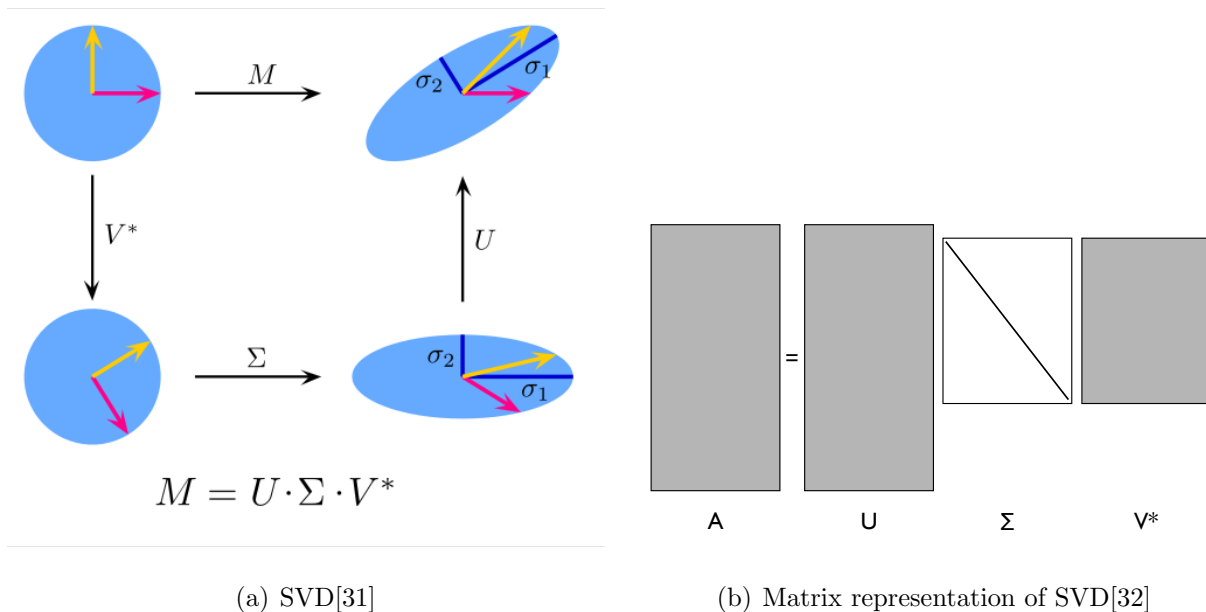 M
σ₂
σ₁
V*
U
Σ
σ₂
σ₁
M = U · Σ · V*
=
A U Σ V*
(a) SVD[31]
(b) Matrix representation of SVD[32]